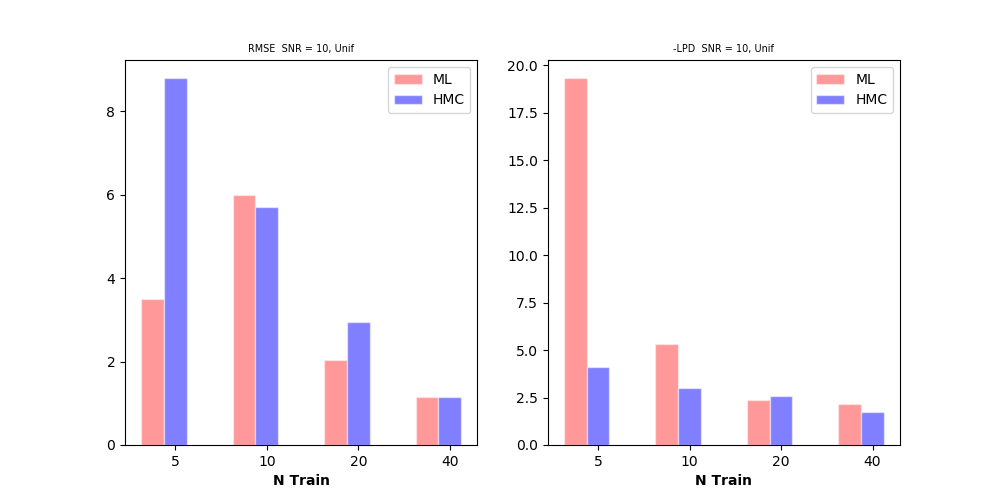 RMSE  SNR = 10, Unif
8
6
4
2
0
ML
HMC
5 10 20 40
N Train
-LPD  SNR = 10, Unif
20.0
17.5
15.0
12.5
10.0
7.5
5.0
2.5
0.0
ML
HMC
5 10 20 40
N Train